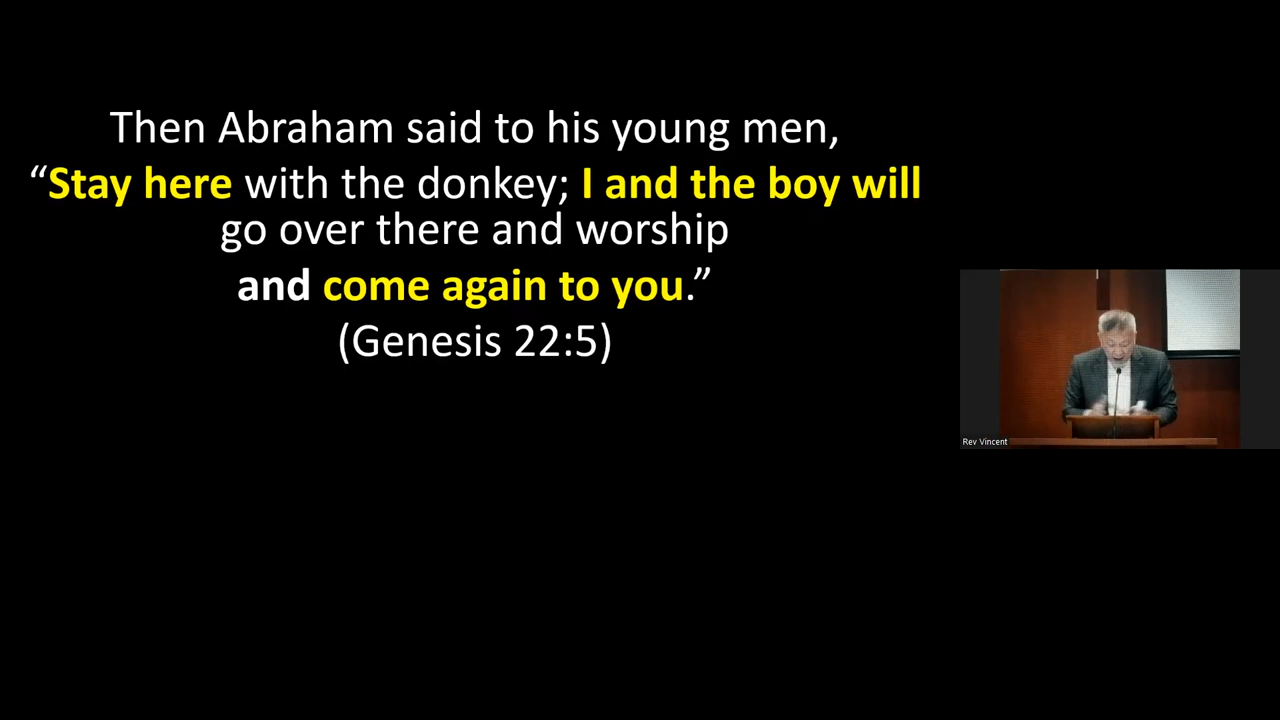 Then Abraham said to his young men,
“Stay here with the donkey; I and the boy will
go over there and worship
and come again to you.”
(Genesis 22:5)
Rev Vincent